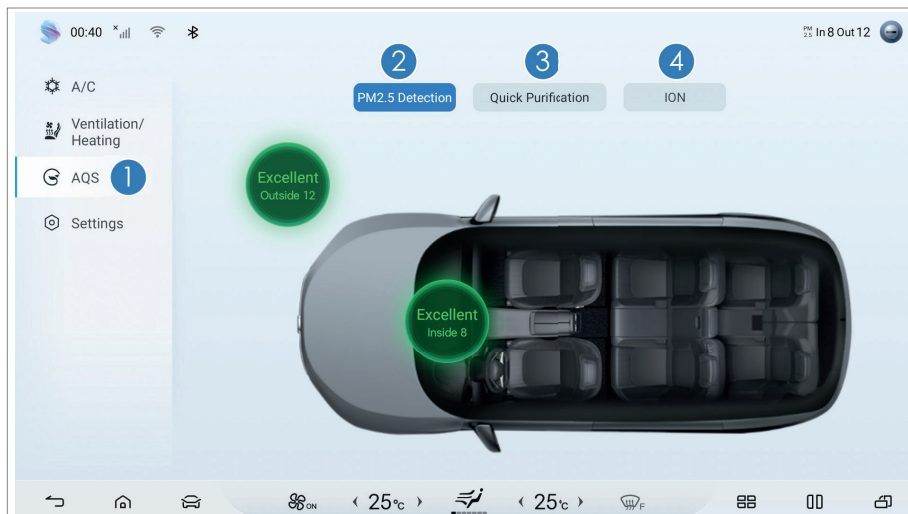 00:40
PM 2.5 In 8 Out 12
2
3
4
PM2.5 Detection
Quick Purification
ION
A/C
Ventilation/
Heating
AQS
1
Settings
Excellent
Outside 12
Excellent
Inside 8
ON
25°C
25°C
F